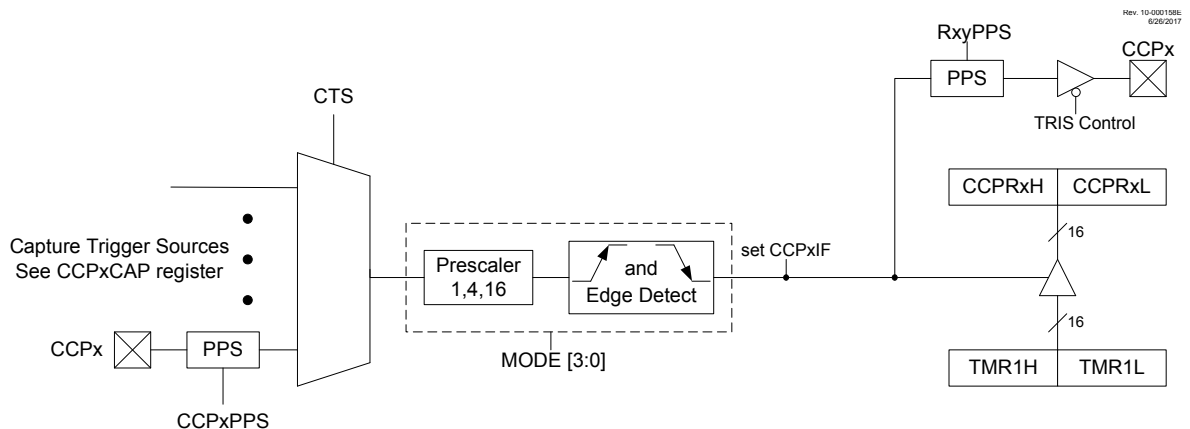 Rev. 10-000158E
6/26/2017
RxyPPS
CCPx
PPS
TRIS Control
CTS
CCPRxH
CCPRxL
16
Capture Trigger Sources
See CCPxCAP register
Prescaler
1,4,16
and
Edge Detect
set CCPxIF
16
CCPx
PPS
MODE [3:0]
TMR1H
TMR1L
CCPxPPS